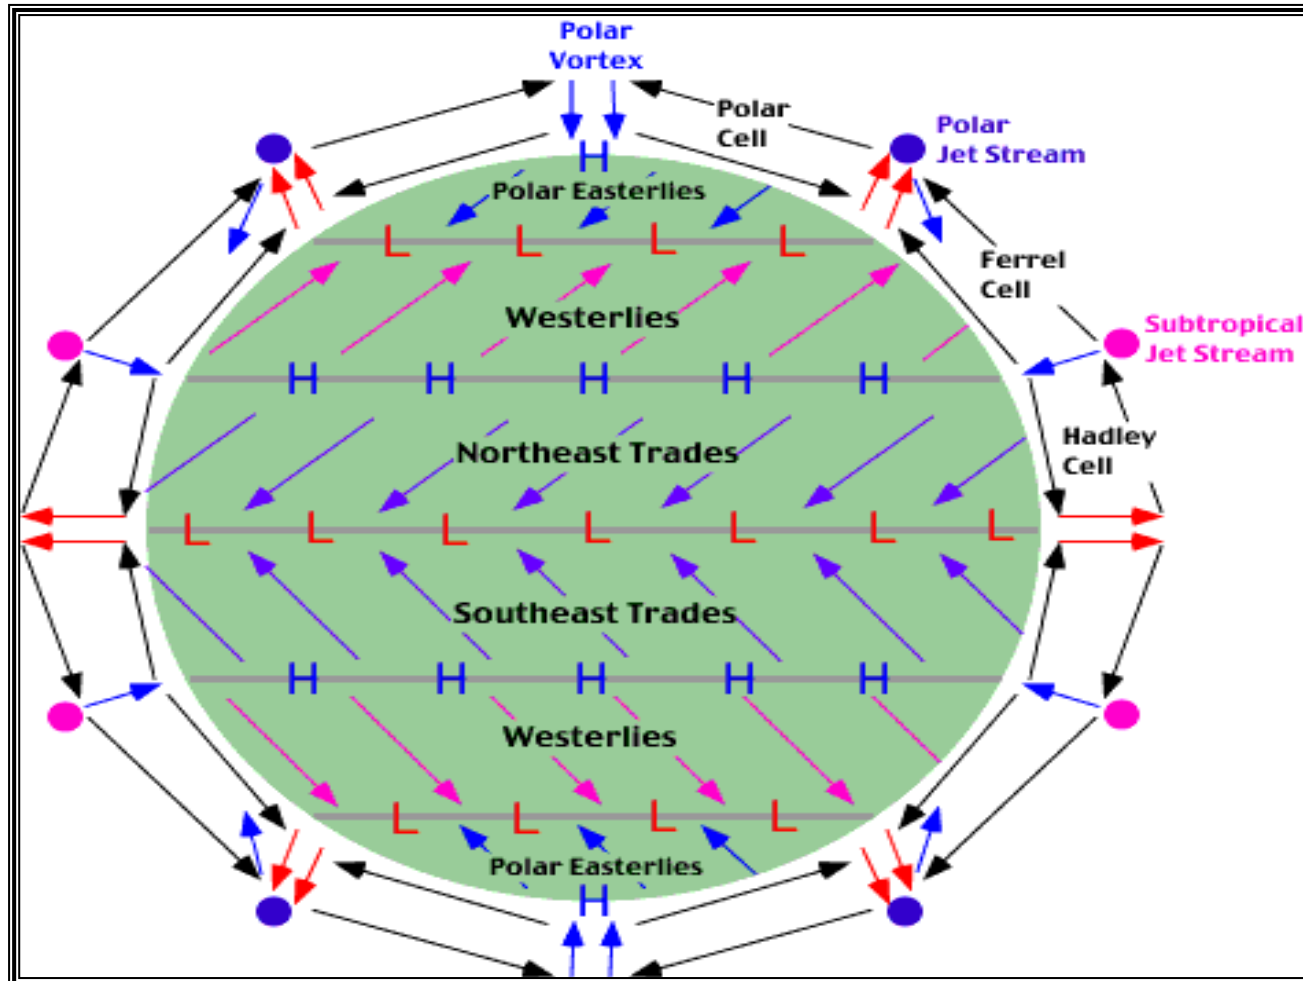 Polar
Vortex
Polar
Cell
Polar
Jet Stream
H
Polar Easterlies
L L L L
Ferrel
Cell
Westerlies
Subtropical
Jet Stream
H H H H H
Hadley
Cell
Northeast Trades
L L L L L L L
Southeast Trades
H H H H H
Westerlies
L L L L
Polar Easterlies
H